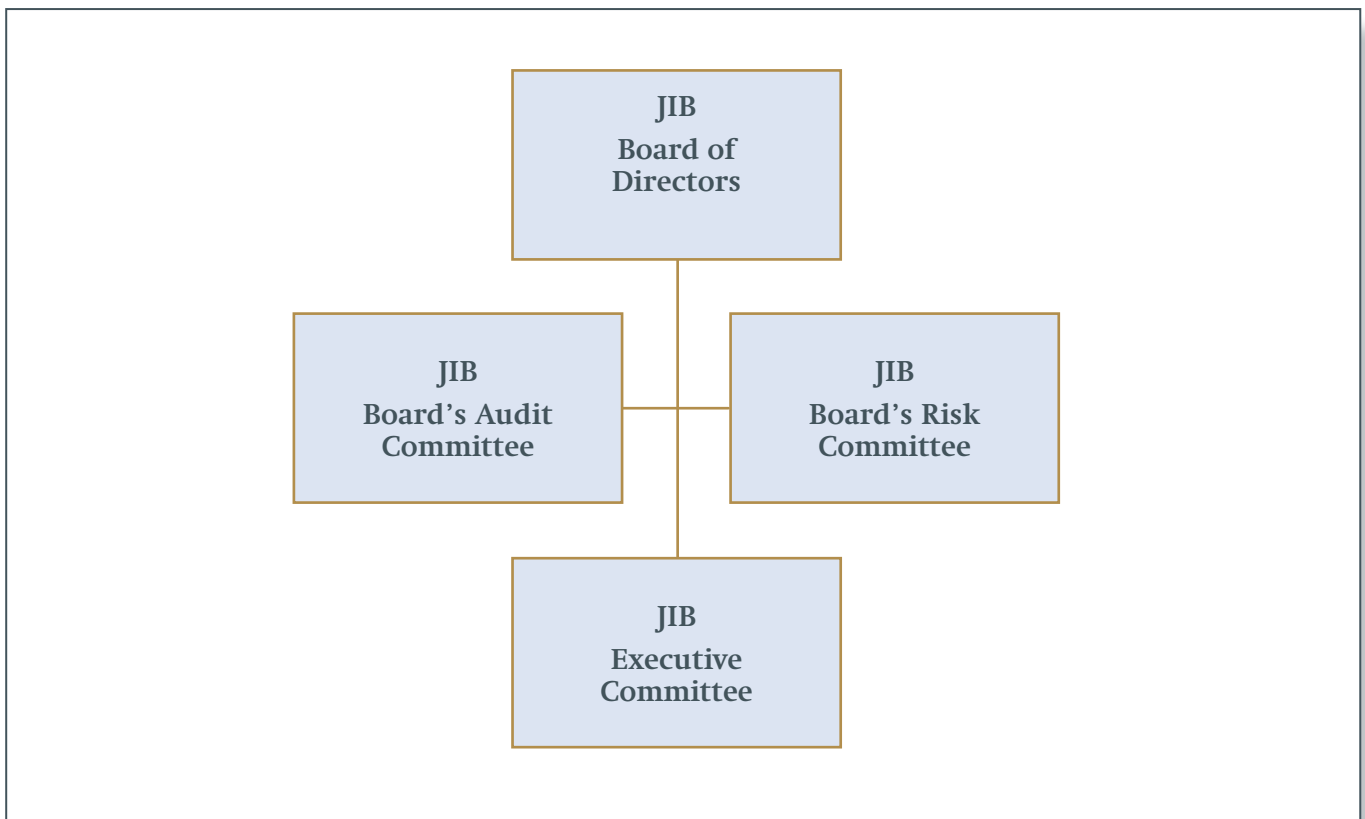 JIB
Board of
Directors
JIB
Board’s Audit
Committee
JIB
Board’s Risk
Committee
JIB
Executive
Committee